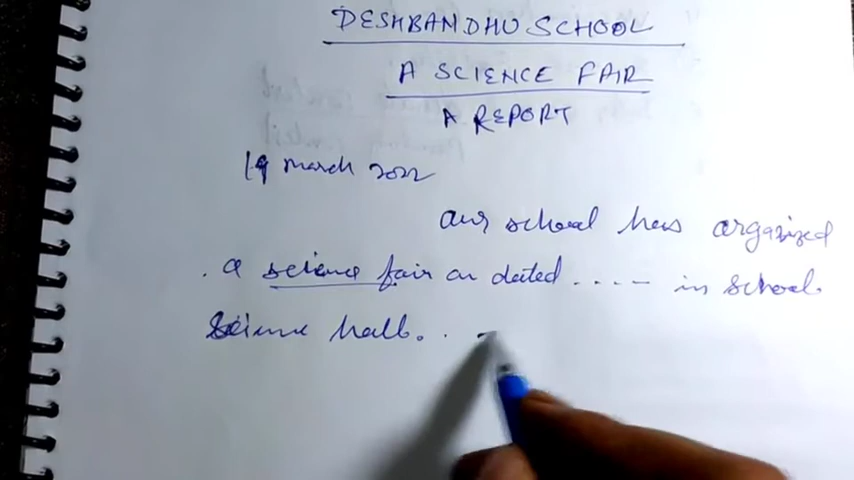 DESHBANDHU SCHOOL
A SCIENCE FAIR
A REPORT
19 march 2022
our school has organized
. a science fair on dated ..... in school
Science hall. . -